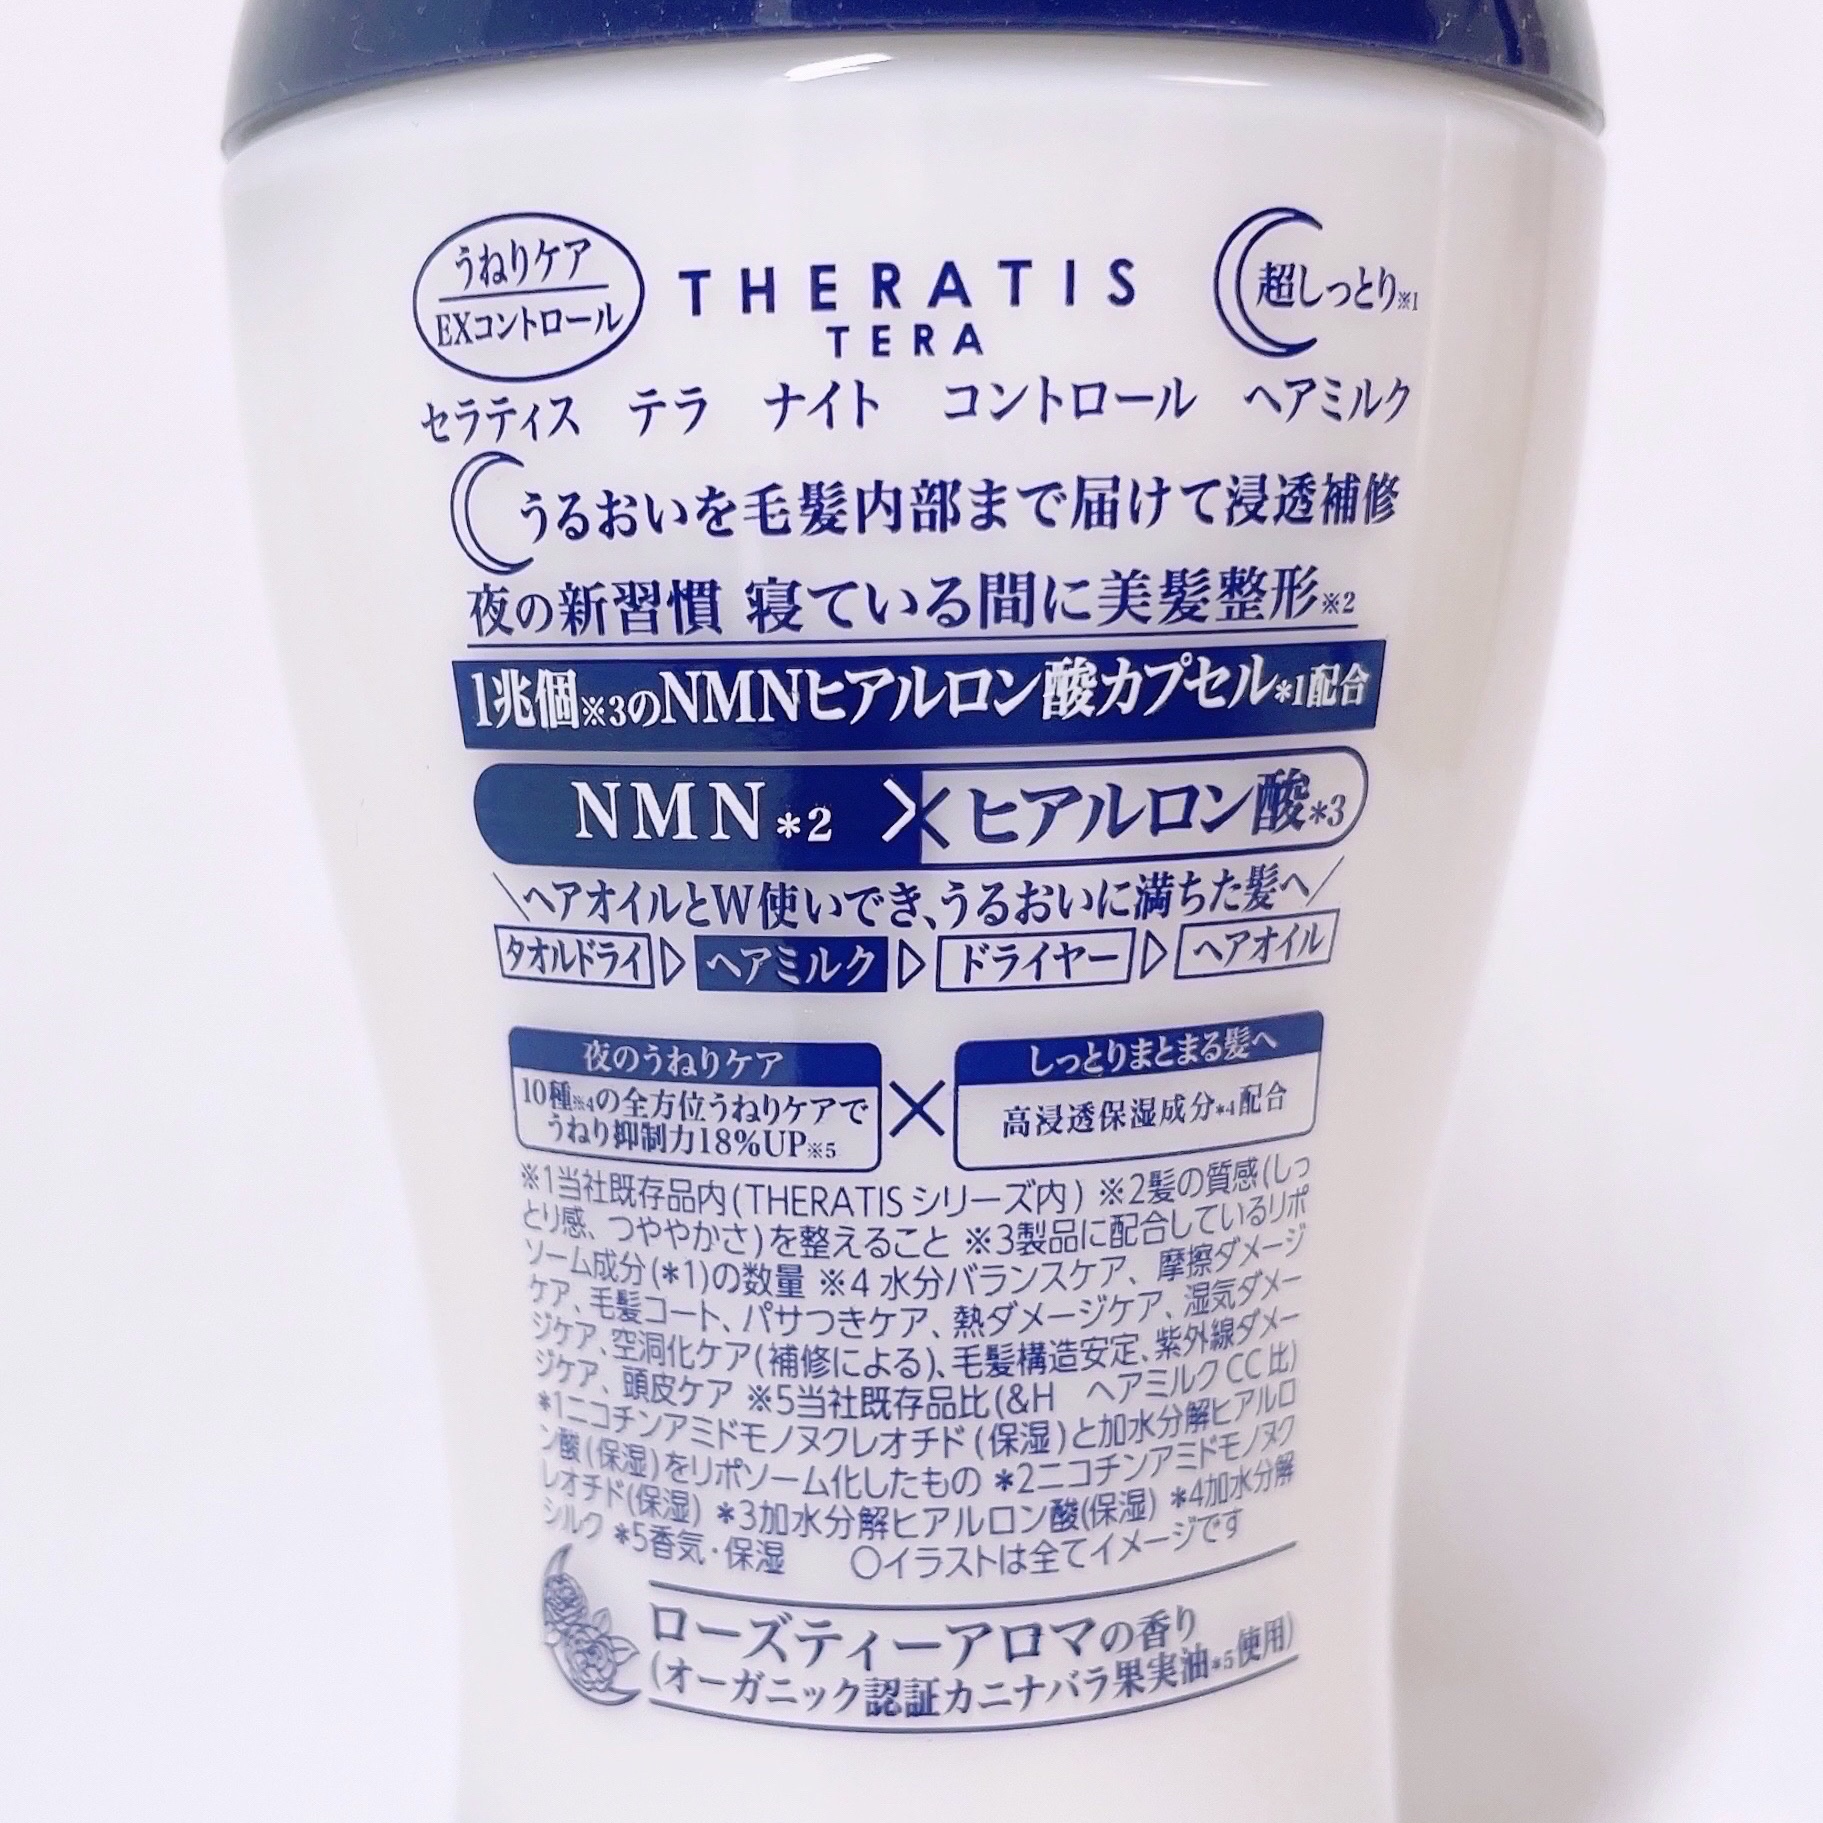 うねりケア
EXコントロール
THERATIS
TERA
超しっとり※1
セラティス テラ ナイト コントロール ヘアミルク
うるおいを毛髪内部まで届けて浸透補修
夜の新習慣 寝ている間に美髪整形※2
1兆個※3のNMNヒアルロン酸カプセル*1配合
NMN*2×ヒアルロン酸*3
\ヘアオイルとW使いでき、うるおいに満ちた髪へ/
タオルドライ▷ヘアミルク▷ドライヤー▷ヘアオイル
夜のうねりケア
10種※4の全方位うねりケアで
うねり抑制力18%UP※5
×
しっとりまとまる髪へ
高浸透保湿成分*4配合
※1当社既存品内(THERATISシリーズ内) ※2髪の質感(しっ
とり感、つややかさ)を整えること ※3製品に配合しているリポ
ソーム成分(*1)の数量 ※4 水分バランスケア、摩擦ダメージ
ケア、毛髪コート、パサつきケア、熱ダメージケア、湿気ダメー
ジケア、空洞化ケア(補修による)、毛髪構造安定、紫外線ダメー
ジケア、頭皮ケア ※5当社既存品比(&H ヘアミルク CC比)
*1ニコチンアミドモノヌクレオチド(保湿)と加水分解ヒアルロ
ン酸(保湿)をリポソーム化したもの *2ニコチンアミドモノヌク
レオチド(保湿) *3加水分解ヒアルロン酸(保湿) *4加水分解
シルク *5香気・保湿 ○イラストは全てイメージです
ローズティーアロマの香り
(オーガニック認証カニナバラ果実油*5使用)